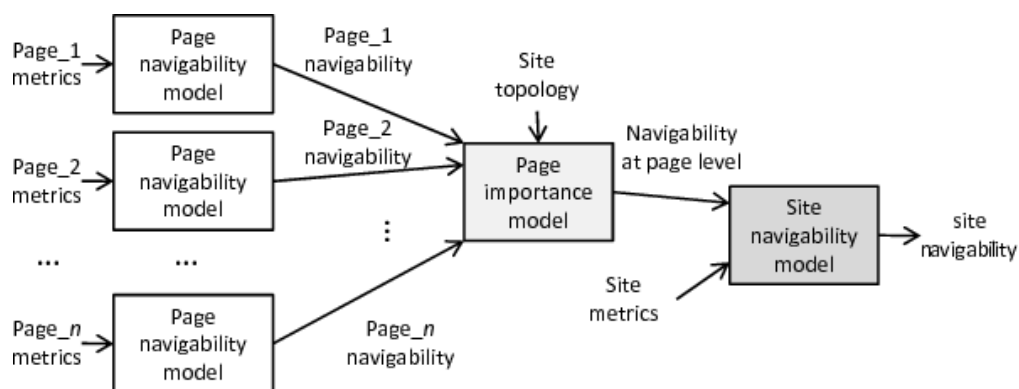 Page_1
metrics
Page
navigability
model
Page_1
navigability
Page_2
metrics
Page
navigability
model
Page_2
navigability
...
...
...
Page_n
metrics
Page
navigability
model
Page_n
navigability
Site
topology
Page
importance
model
Navigability
at page level
Site
metrics
Site
navigability
model
site
navigability